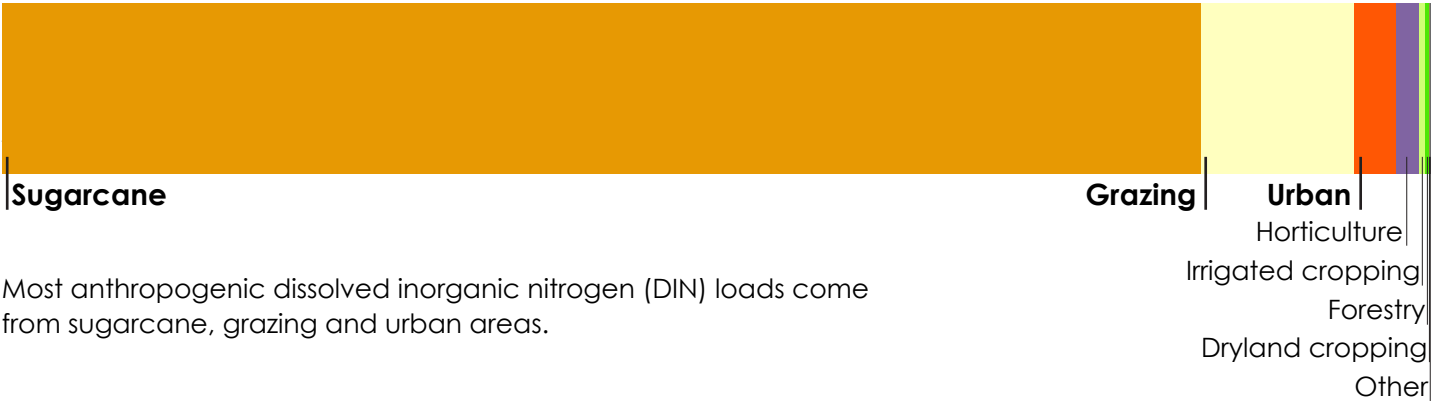 Sugarcane
Grazing
Urban
Horticulture
Irrigated cropping
Forestry
Dryland cropping
Other
Most anthropogenic dissolved inorganic nitrogen (DIN) loads come
from sugarcane, grazing and urban areas.